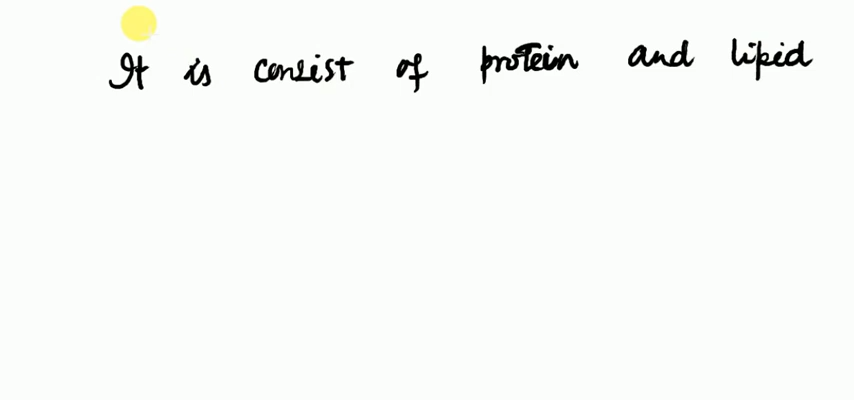 It is consist of protein and lipid